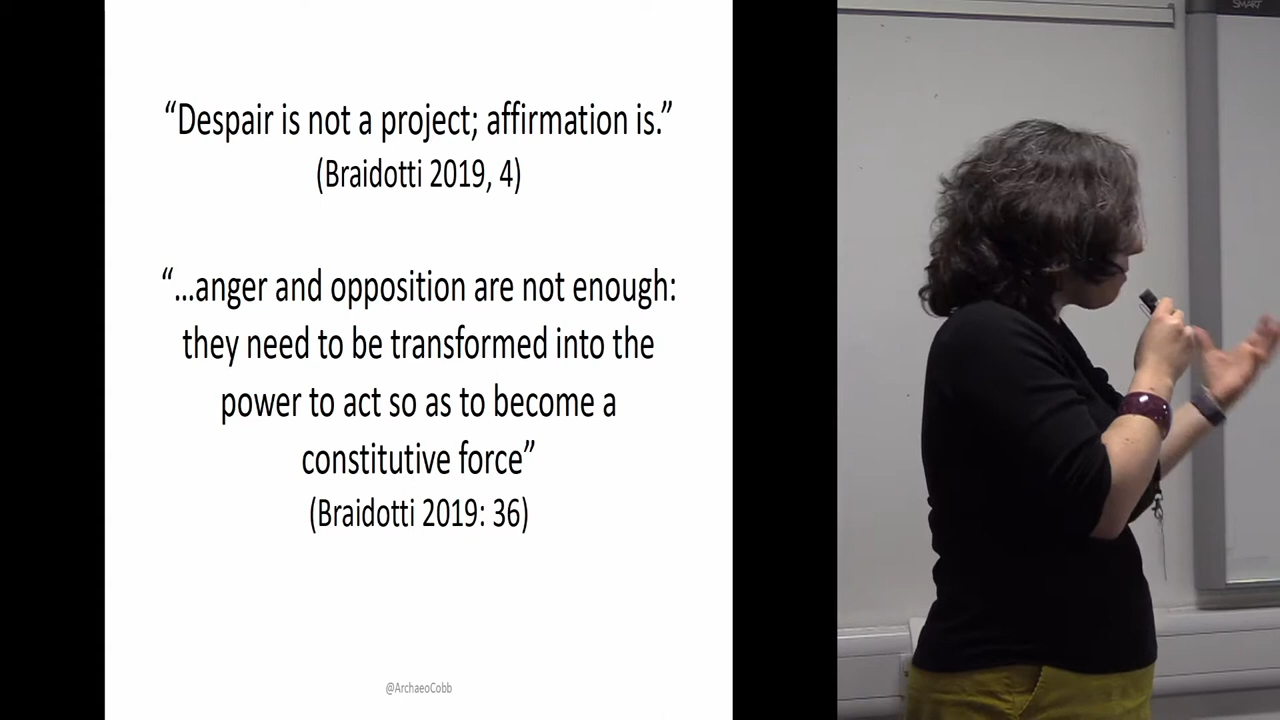 “Despair is not a project; affirmation is.”
(Braidotti 2019, 4)
“…anger and opposition are not enough:
they need to be transformed into the
power to act so as to become a
constitutive force”
(Braidotti 2019: 36)
@ArchaeoCobb
SMART